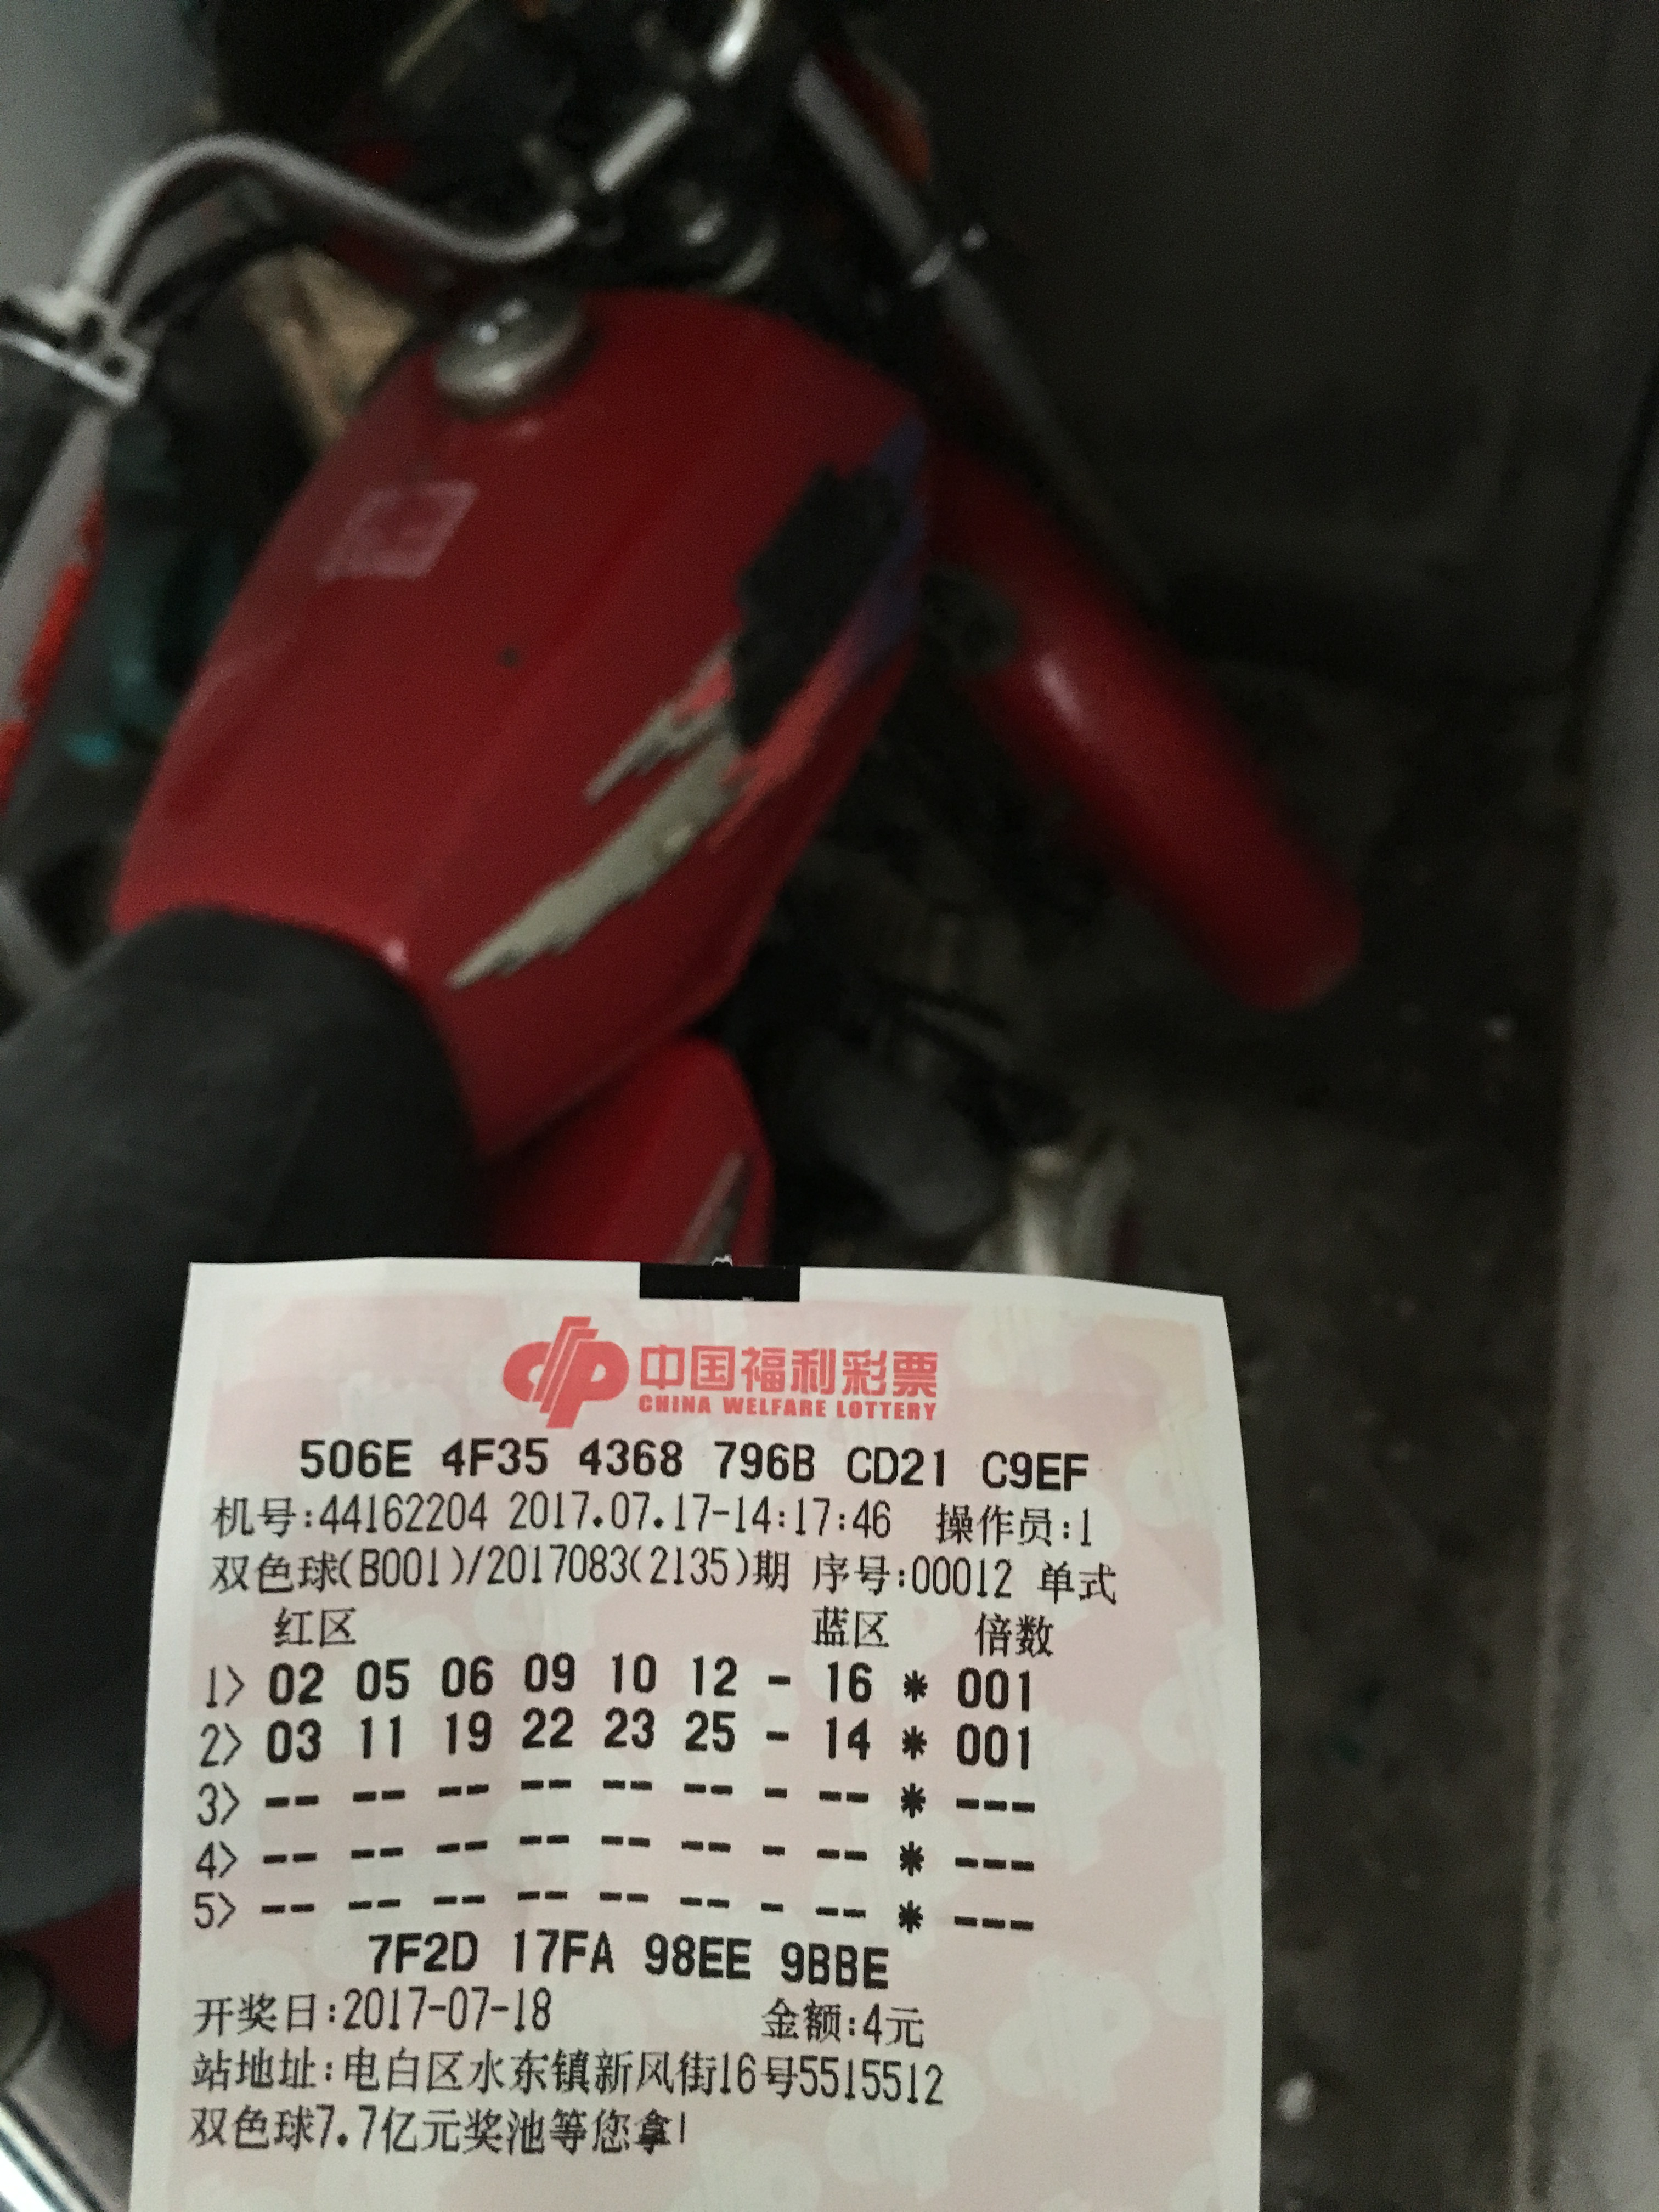 中国福利彩票
CHINA WELFARE LOTTERY
506E 4F35 4368 796B CD21 C9EF
机号:44162204 2017.07.17-14:17:46 操作员:1
双色球(B001)/2017083(2135)期 序号:00012 单式
红区 蓝区 倍数
1> 02 05 06 09 10 12 - 16 * 001
2> 03 11 19 22 23 25 - 14 * 001
3> -- -- -- -- -- -- - -- * ---
4> -- -- -- -- -- -- - -- * ---
5> -- -- -- -- -- -- - -- * ---
7F2D 17FA 98EE 9BBE
开奖日:2017-07-18 金额:4元
站地址:电白区水东镇新风街16号5515512
双色球7.7亿元奖池等您拿!